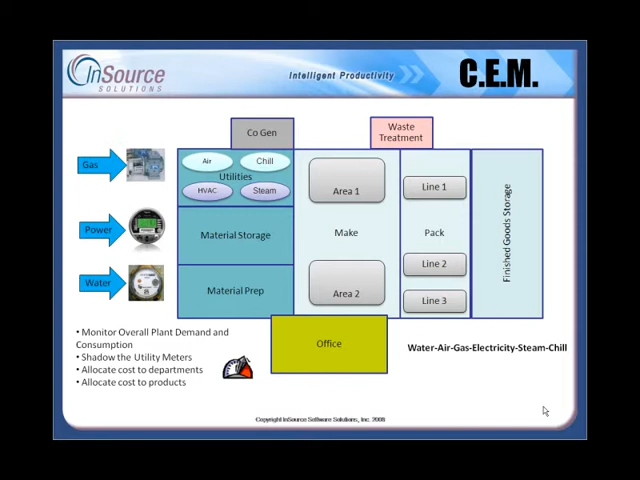 InSource
SOLUTIONS
Intelligent Productivity
C.E.M.
Co Gen
Waste
Treatment
Gas
Air
Chill
Utilities
HVAC
Steam
Area 1
Line 1
Finished Goods Storage
Power
Material Storage
Make
Pack
Line 2
Water
Material Prep
Area 2
Line 3
Office
Water-Air-Gas-Electricity-Steam-Chill
• Monitor Overall Plant Demand and
Consumption
• Shadow the Utility Meters
• Allocate cost to departments
• Allocate cost to products
Copyright InSource Software Solutions, Inc. 2008